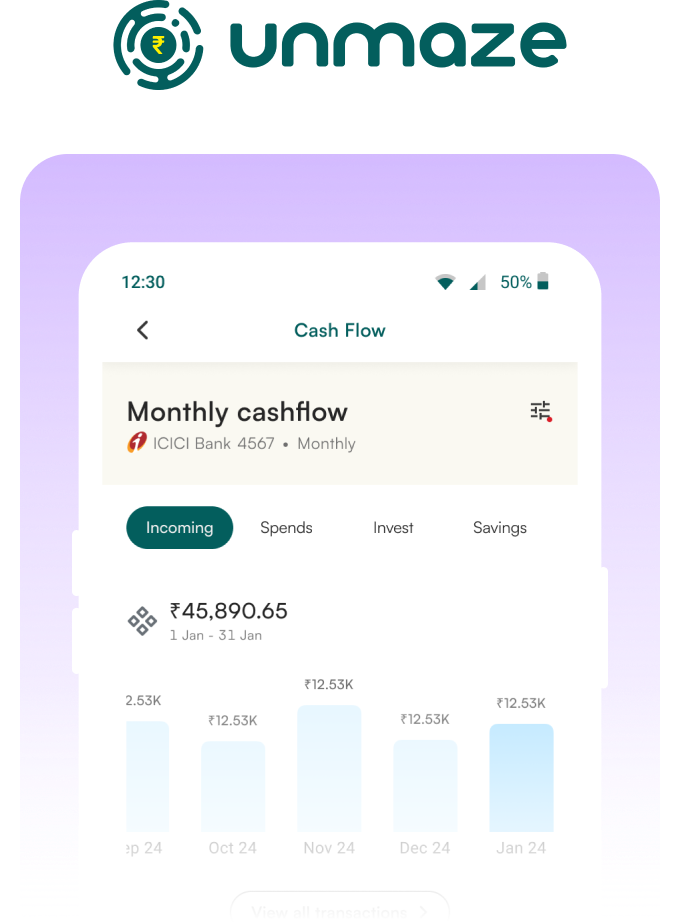 ₹ unmaze
12:30 50%
Cash Flow
Monthly cashflow
ICICI Bank 4567 • Monthly
Incoming Spends Invest Savings
₹45,890.65
1 Jan - 31 Jan
₹12.53K
2.53K ₹12.53K ₹12.53K ₹12.53K
ep 24 Oct 24 Nov 24 Dec 24 Jan 24
View all transactions